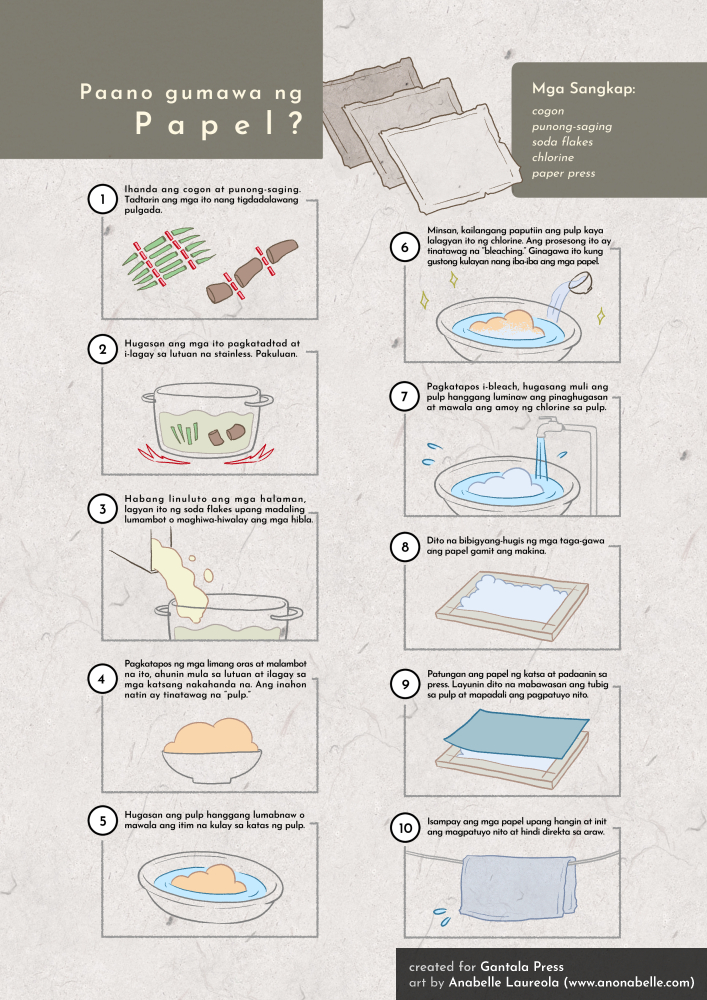 Paano gumawa ng
Papel?
Mga Sangkap:
cogon
punong-saging
soda flakes
chlorine
paper press
1
Ihanda ang cogon at punong-saging.
Tadtarin ang mga ito nang tigdadalawang
pulgada.
2
Hugasan ang mga ito pagkatadtad at
i-lagay sa lutuan na stainless. Pakuluan.
3
Habang linuluto ang mga halaman,
lagyan ito ng soda flakes upang madaling
lumambot o maghiwa-hiwalay ang mga hibla.
4
Pagkatapos ng mga limang oras at malambot
na ito, ahunin mula sa lutuan at ilagay sa
mga katsang nakahanda na. Ang inahon
natin ay tinatawag na "pulp."
5
Hugasan ang pulp hanggang lumabnaw o
mawala ang itim na kulay sa katas ng pulp.
6
Minsan, kailangang paputiin ang pulp kaya
lalagyan ito ng chlorine. Ang prosesong ito ay
tinatawag na "bleaching." Ginagawa ito kung
gustong kulayan nang iba-iba ang mga papel.
7
Pagkatapos i-bleach, hugasang muli ang
pulp hanggang luminaw ang pinaghugasan
at mawala ang amoy ng chlorine sa pulp.
8
Dito na bibigyang-hugis ng mga taga-gawa
ang papel gamit ang makina.
9
Patungan ang papel ng katsa at padaanin sa
press. Layunin dito na mabawasan ang tubig
sa pulp at mapadali ang pagpatuyo nito.
10
Isampay ang mga papel upang hangin at init
ang magpatuyo nito at hindi direkta sa araw.
created for Gantala Press
art by Anabelle Laureola (www.anonabelle.com)